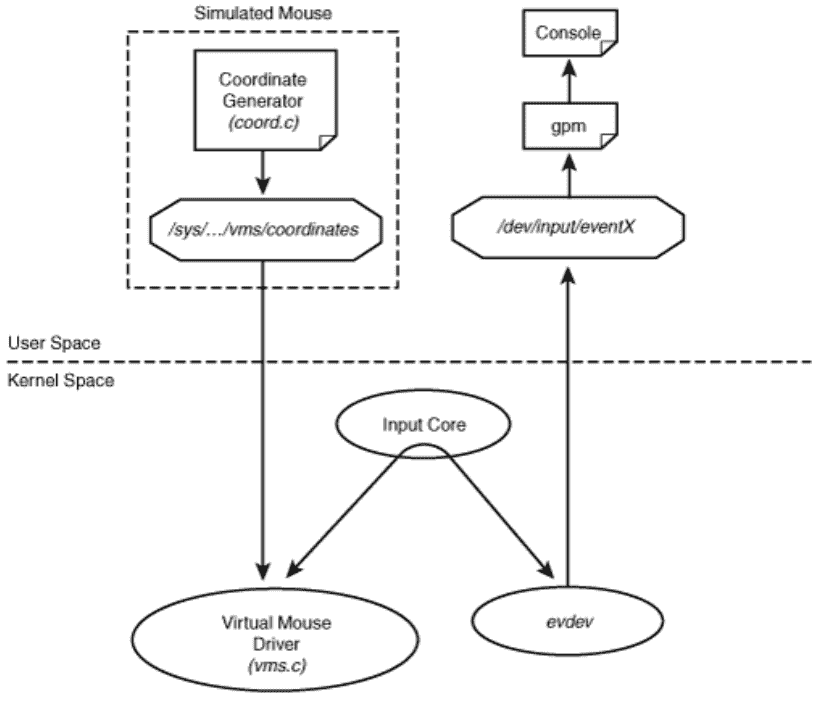 Simulated Mouse
Coordinate
Generator
(coord.c)
/sys/.../vms/coordinates
Console
gpm
/dev/input/eventX
User Space
Kernel Space
Input Core
Virtual Mouse
Driver
(vms.c)
evdev